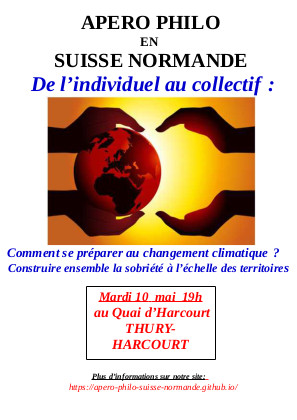 APERO PHILO
EN
SUISSE NORMANDE
De l'individuel au collectif :
Comment se préparer au changement climatique ?
Construire ensemble la sobriété à l'échelle des territoires
Mardi 10 mai 19h
au Quai d'Harcourt
THURY-
HARCOURT
Plus d'informations sur notre site:
https://apero-philo-suisse-normande.github.io/